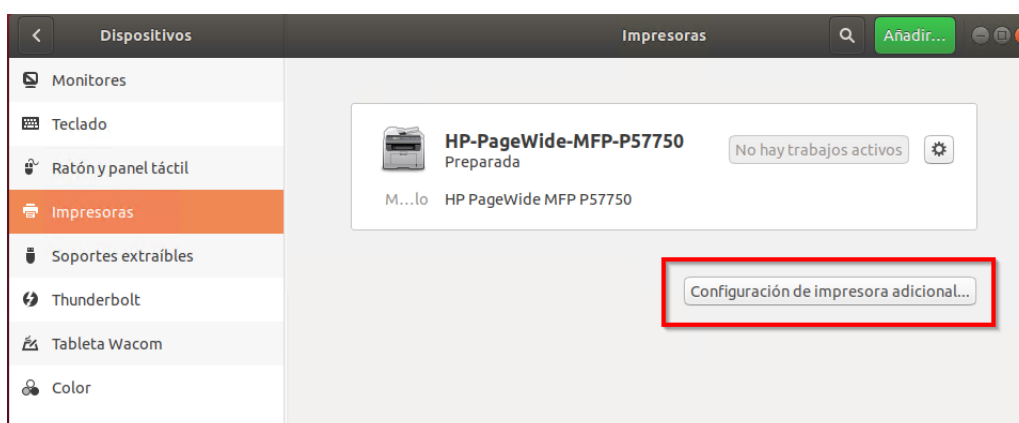 Dispositivos
Impresoras
Añadir...
Monitores
Teclado
Ratón y panel táctil
Impresoras
Soportes extraíbles
Thunderbolt
Tableta Wacom
Color
HP-PageWide-MFP-P57750
Preparada
No hay trabajos activos
M...lo HP PageWide MFP P57750
Configuración de impresora adicional...